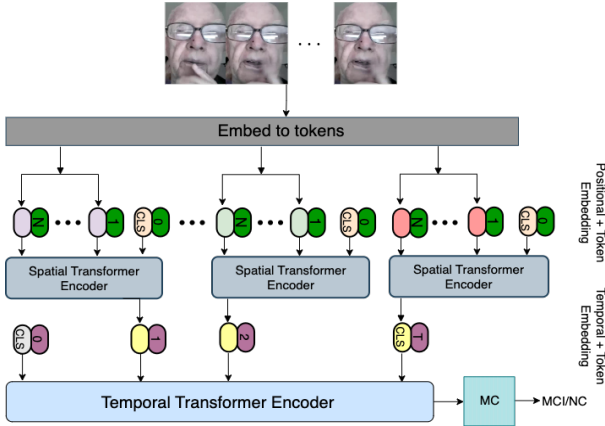 Embed to tokens
N 1 CLS 0 N 1 CLS 0 N 1 CLS 0
Positional + Token
Embedding
Spatial Transformer
Encoder
Spatial Transformer
Encoder
Spatial Transformer
Encoder
CLS 0 1 2 CLS T
Temporal + Token
Embedding
Temporal Transformer Encoder
MC
MCI/NC